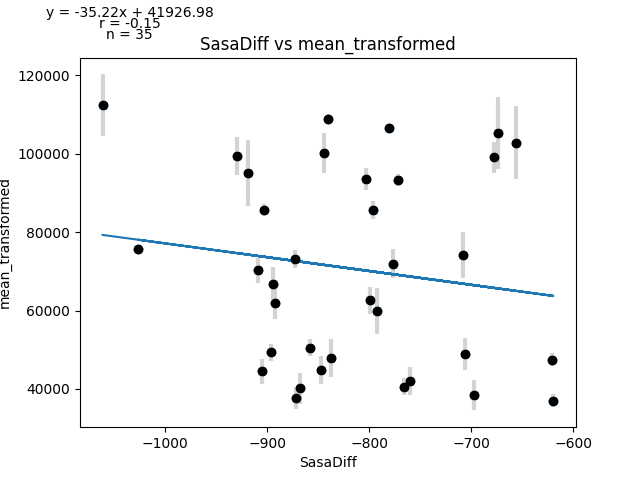 y = -35.22x + 41926.98
r = -0.15
n = 35
SasaDiff vs mean_transformed
120000
100000
80000
60000
40000
mean_transformed
−1000
−900
−800
−700
−600
SasaDiff